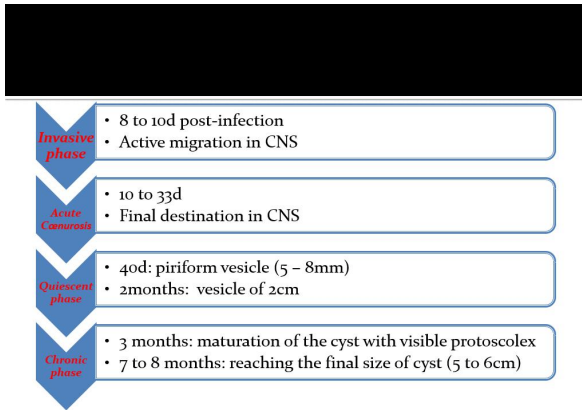 Invasive phase
• 8 to 10d post-infection
• Active migration in CNS
Acute Cœnurosis
• 10 to 33d
• Final destination in CNS
Quiescent phase
• 40d: piriform vesicle (5 – 8mm)
• 2months: vesicle of 2cm
Chronic phase
• 3 months: maturation of the cyst with visible protoscolex
• 7 to 8 months: reaching the final size of cyst (5 to 6cm)